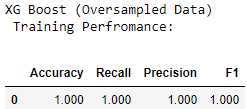 XG Boost (Oversampled Data)
Training Perfromance:
Accuracy Recall Precision F1
0 1.000 1.000 1.000 1.000